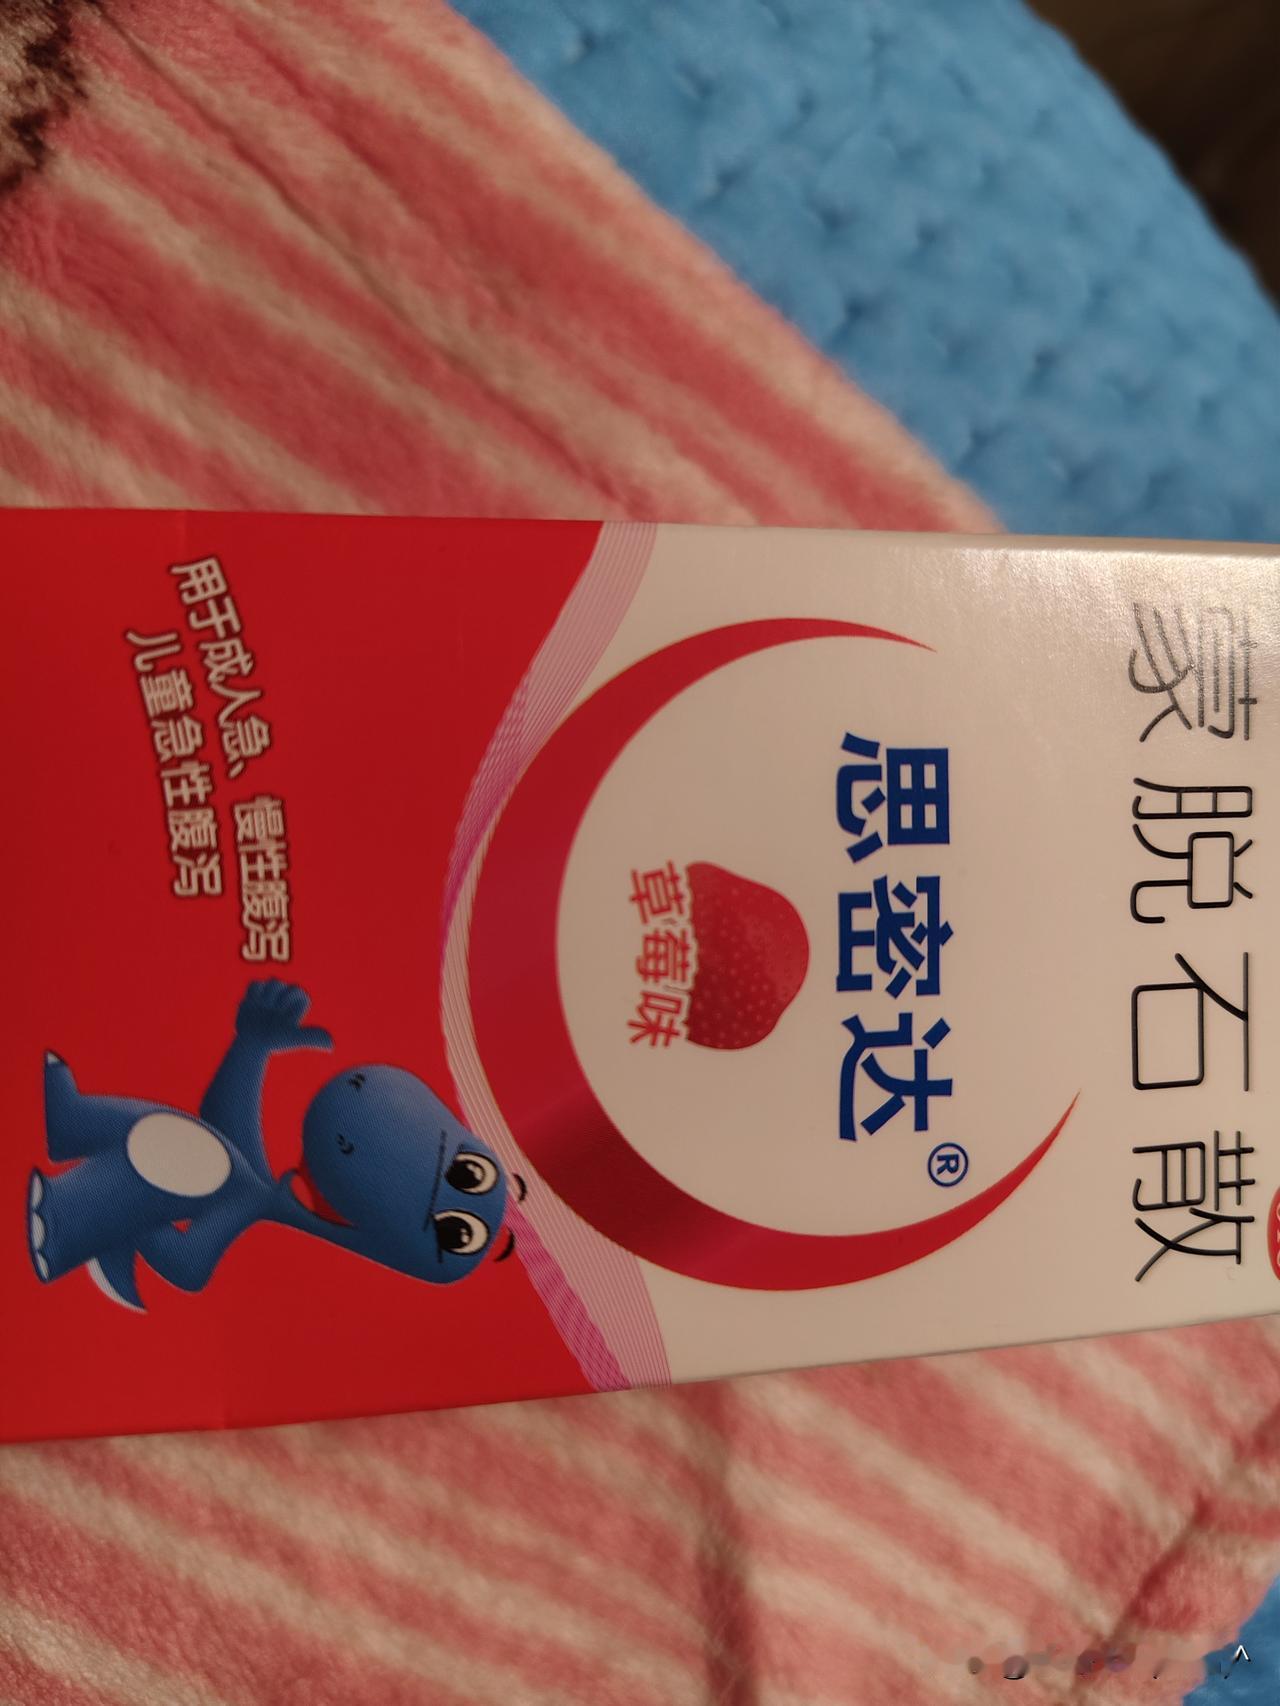 蒙脱石散
思密达®
草莓味
用于成人急、慢性腹泻
儿童急性腹泻